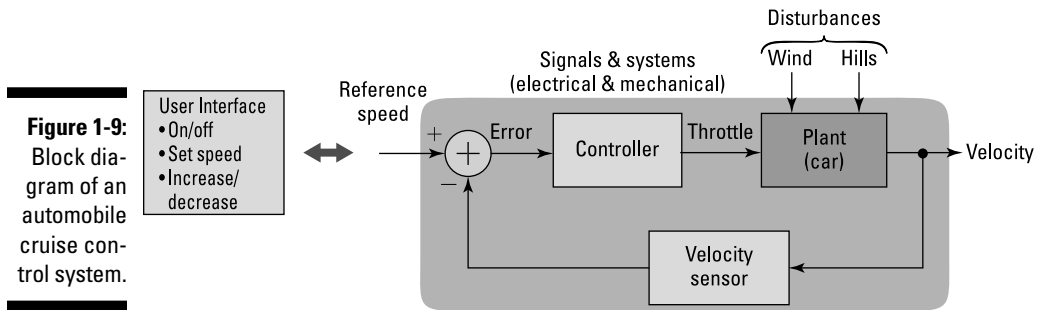 Figure 1-9:
Block dia-
gram of an
automobile
cruise con-
trol system.
User Interface
•On/off
•Set speed
•Increase/
decrease
Reference
speed
+
−
+
Error
Signals & systems
(electrical & mechanical)
Controller
Throttle
Disturbances
Wind Hills
Plant
(car)
Velocity
Velocity
sensor